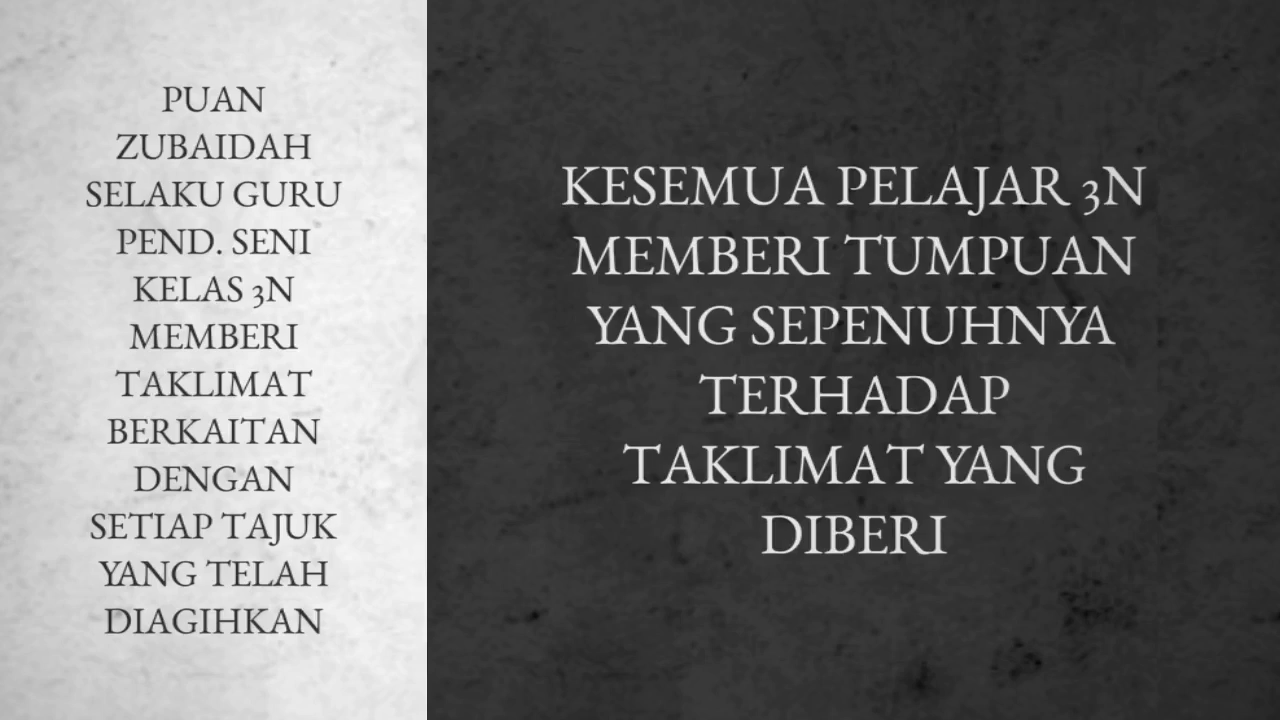 PUAN
ZUBAIDAH
SELAKU GURU
PEND. SENI
KELAS 3N
MEMBERI
TAKLIMAT
BERKAITAN
DENGAN
SETIAP TAJUK
YANG TELAH
DIAGIHKAN
KESEMUA PELAJAR 3N
MEMBERI TUMPUAN
YANG SEPENUHNYA
TERHADAP
TAKLIMAT YANG
DIBERI